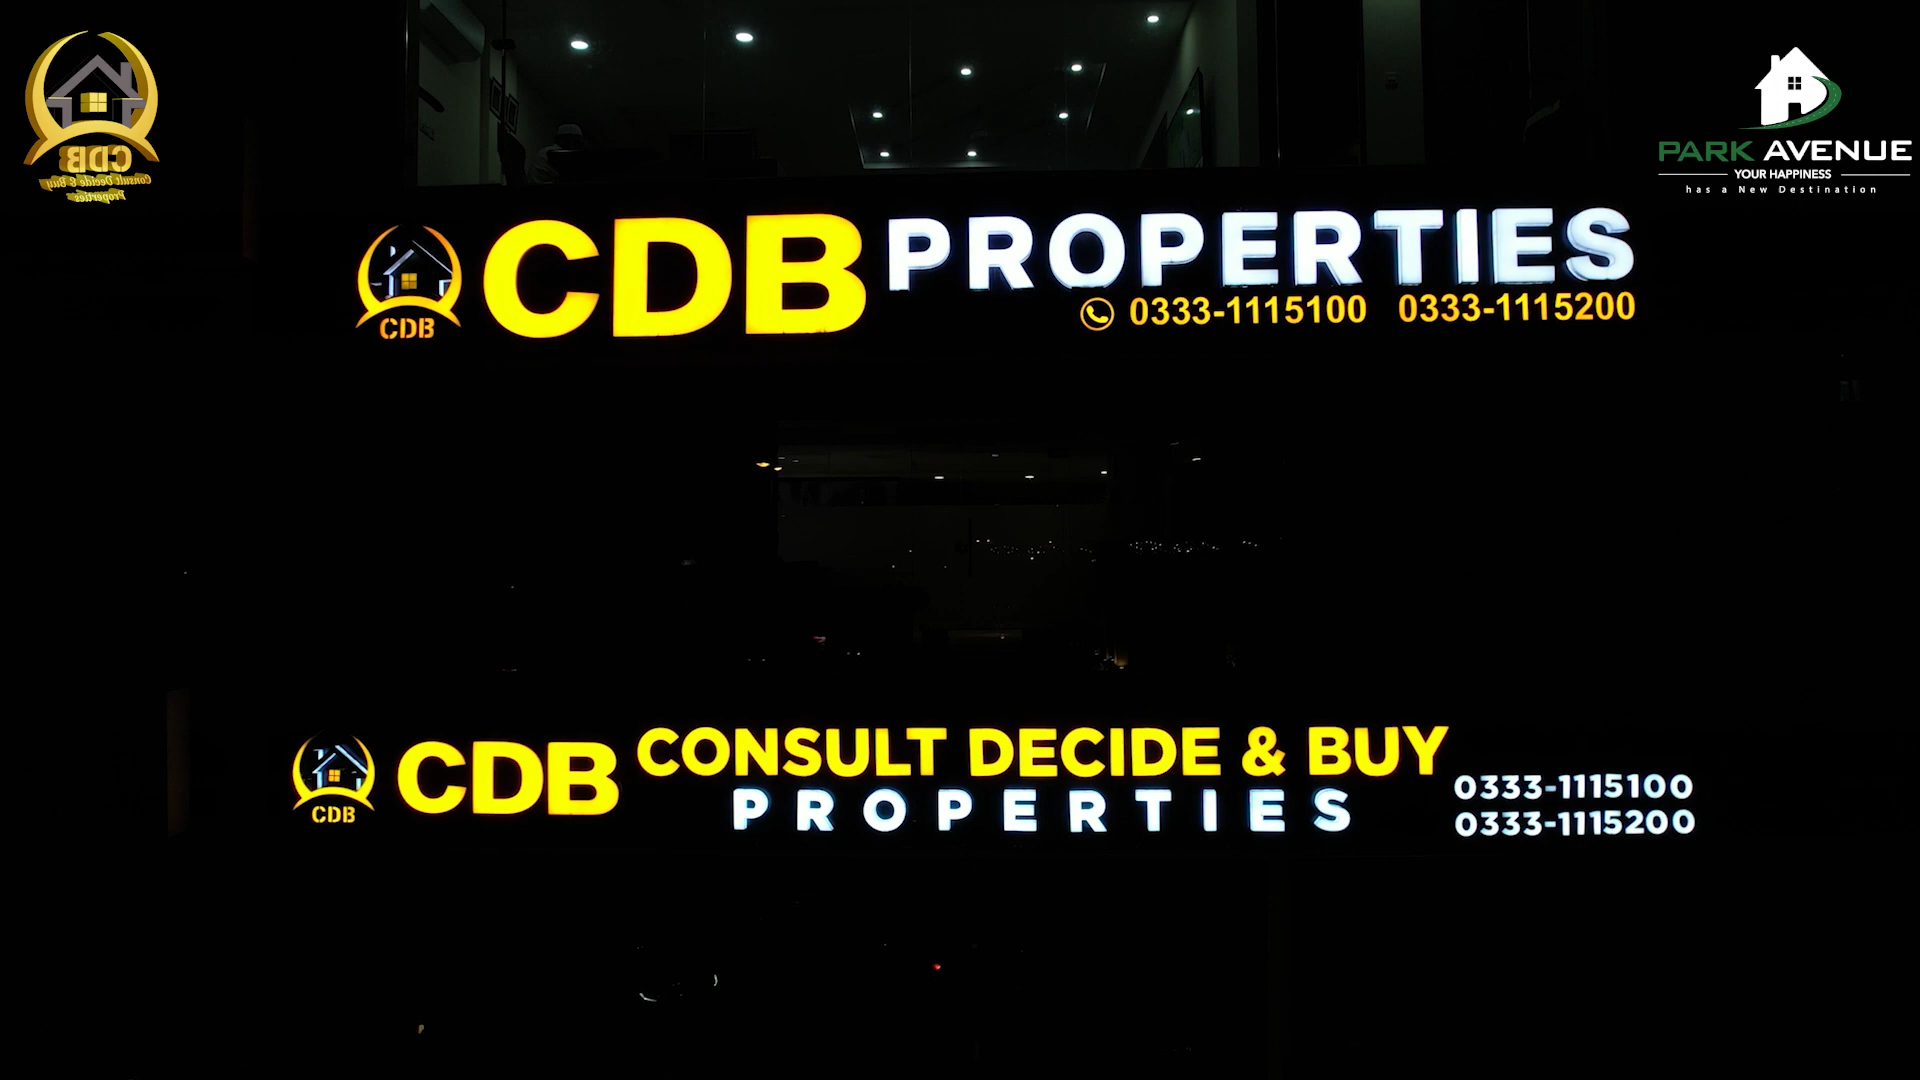 CDB
Consult Decide & Buy
Properties
PARK AVENUE
YOUR HAPPINESS
has a New Destination
CDB
CDB PROPERTIES
0333-1115100 0333-1115200
CDB
CDB CONSULT DECIDE & BUY
PROPERTIES
0333-1115100
0333-1115200